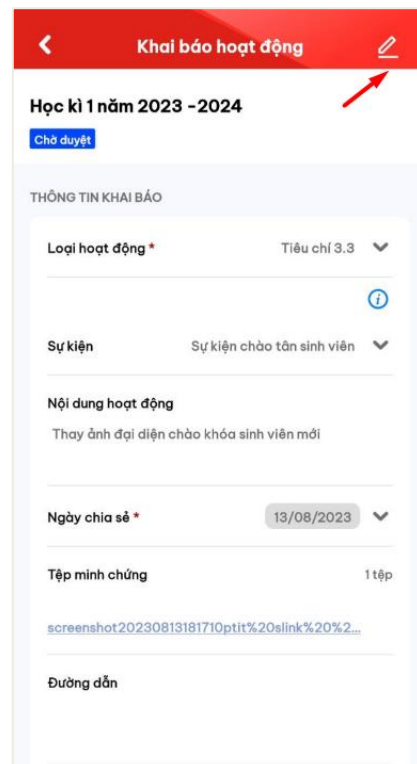 Khai báo hoạt động
Học kì 1 năm 2023 -2024
Chờ duyệt
THÔNG TIN KHAI BÁO
Loại hoạt động * Tiêu chí 3.3
i
Sự kiện Sự kiện chào tân sinh viên
Nội dung hoạt động
Thay ảnh đại diện chào khóa sinh viên mới
Ngày chia sẻ * 13/08/2023
Tệp minh chứng 1 tệp
screenshot20230813181710ptit%20slink%20%2...
Đường dẫn